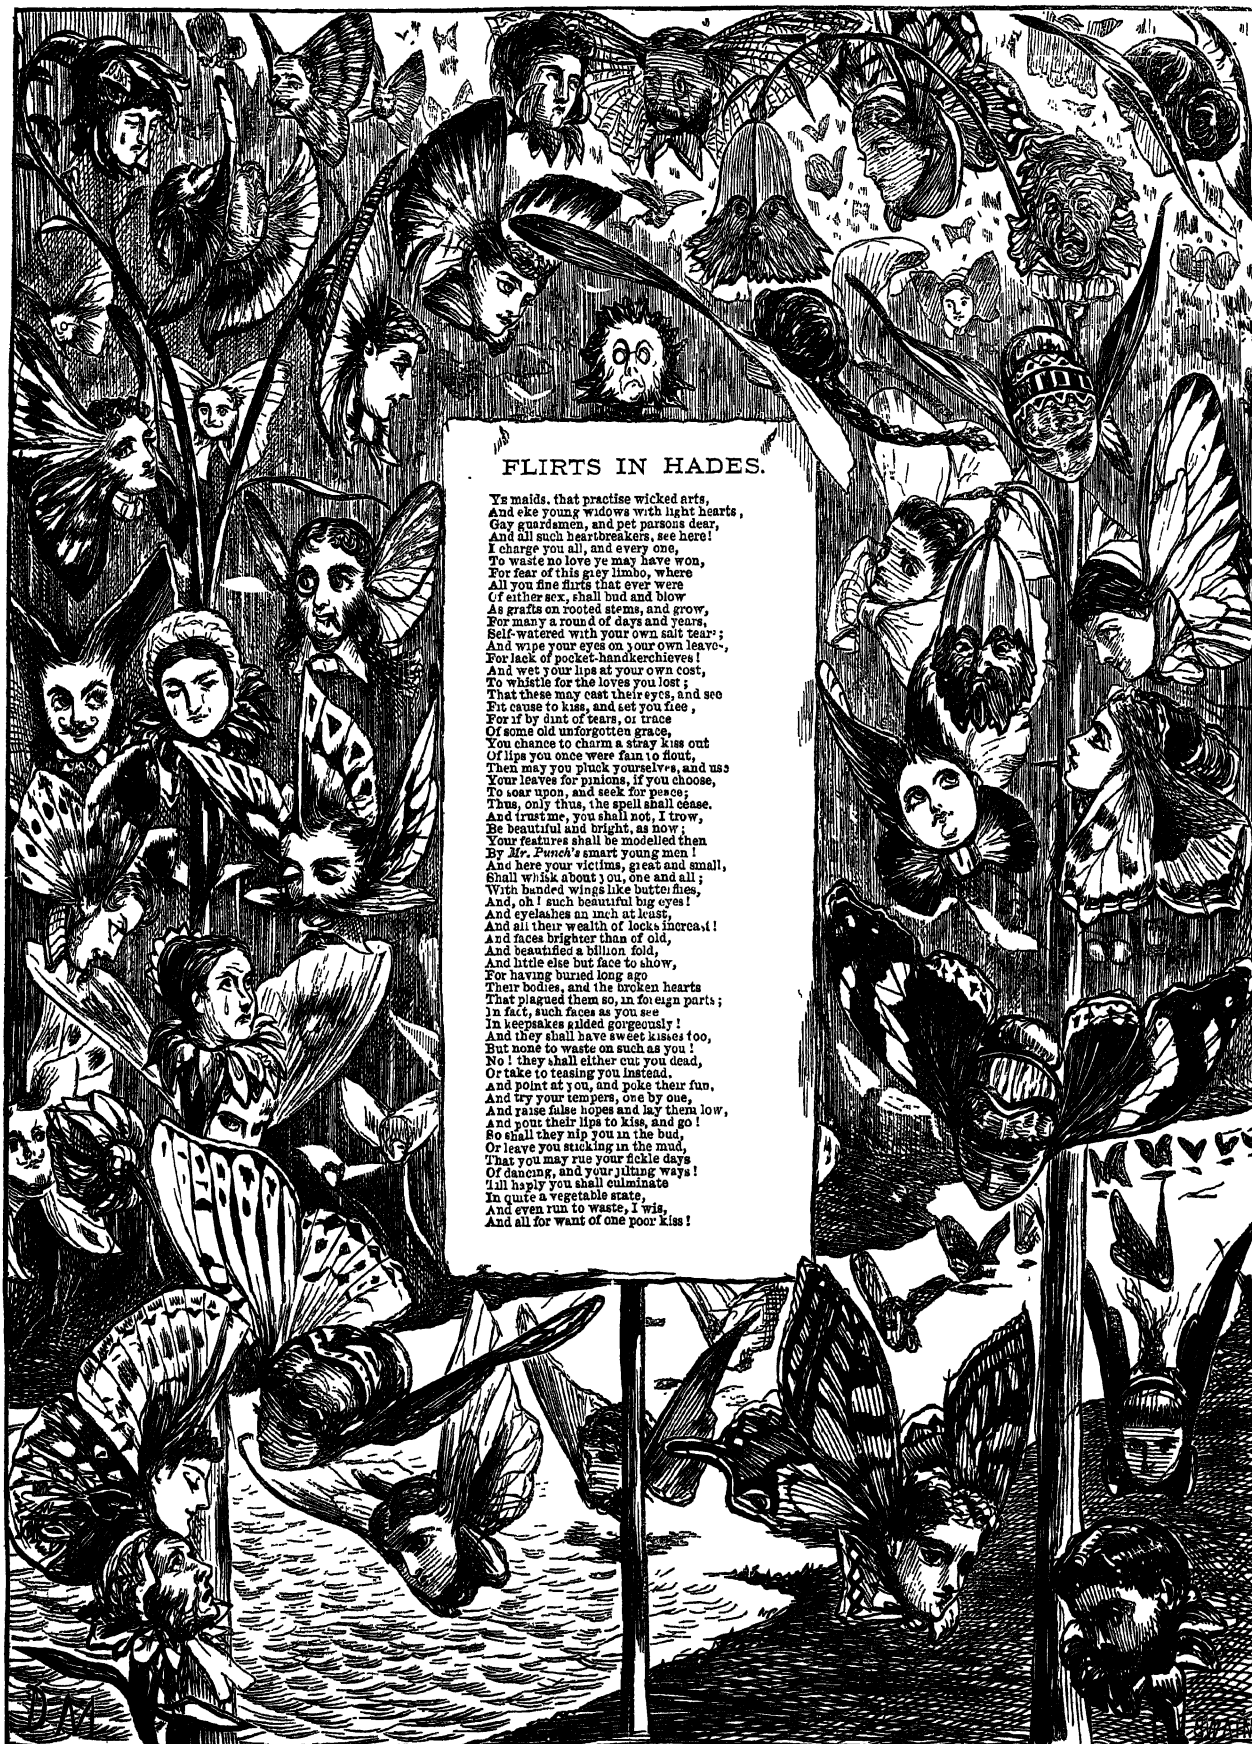 FLIRTS IN HADES.
YE maids, that practise wicked arts,
And eke young widows with light hearts,
Gay guardsmen, and pet parsons dear,
And all such heartbreakers, see here!
I charge you all, and every one,
To waste no love ye may have won,
For fear of this grey limbo, where
All you fine flirts that ever were
Of either sex, shall bud and blow
As grafts on rooted stems, and grow,
For many a round of days and years,
Self-watered with your own salt tears;
And wipe your eyes on your own leaves,
For lack of pocket-handkerchieves!
And wet your lips at your own cost,
To whistle for the loves you lost;
That these may cast their eyes, and see
Fit cause to kiss, and set you free,
For if by dint of tears, or trace
Of some old unforgotten grace,
You chance to charm a stray kiss out
Of lips you once were fain to flout,
Then may you pluck yourselves, and use
Your leaves for pinions, if you choose,
To soar upon, and seek for peace;
Thus, only thus, the spell shall cease.
And trust me, you shall not, I trow,
Be beautiful and bright, as now;
Your features shall be modelled then
By Mr. Punch's smart young men!
And here your victims, great and small,
Shall whisk about you, one and all;
With banded wings like butterflies,
And, oh! such beautiful big eyes!
And eyelashes an inch at least,
And all their wealth of locks increast!
And faces brighter than of old,
And beautified a billion fold,
And little else but face to show,
For having buried long ago
Their bodies, and the broken hearts
That plagued them so, in foreign parts;
In fact, such faces as you see
In keepsakes gilded gorgeously!
And they shall have sweet kisses too,
But none to waste on such as you!
No! they shall either cut you dead,
Or take to teasing you instead.
And point at you, and poke their fun,
And try your tempers, one by one,
And raise false hopes and lay them low,
And pout their lips to kiss, and go!
So shall they nip you in the bud,
Or leave you sticking in the mud,
That you may rue your fickle days
Of dancing, and your jilting ways!
Till haply you shall culminate
In quite a vegetable state,
And even run to waste, I wis,
And all for want of one poor kiss!
DM
SWAIN